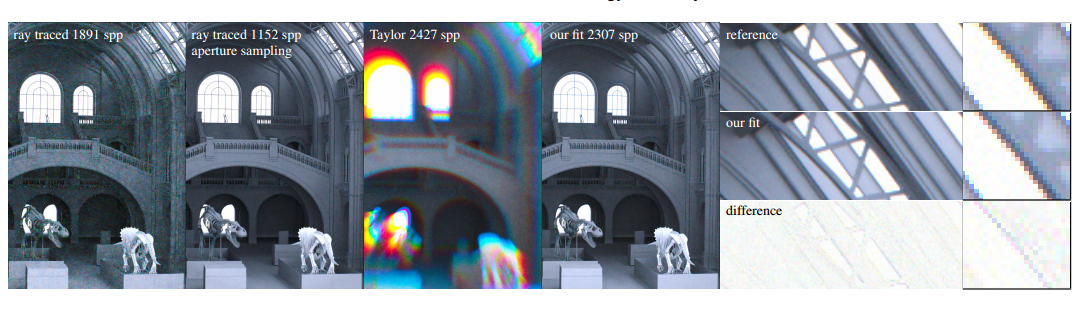 ray traced 1891 spp
ray traced 1152 spp
aperture sampling
Taylor 2427 spp
our fit 2307 spp
reference
our fit
difference